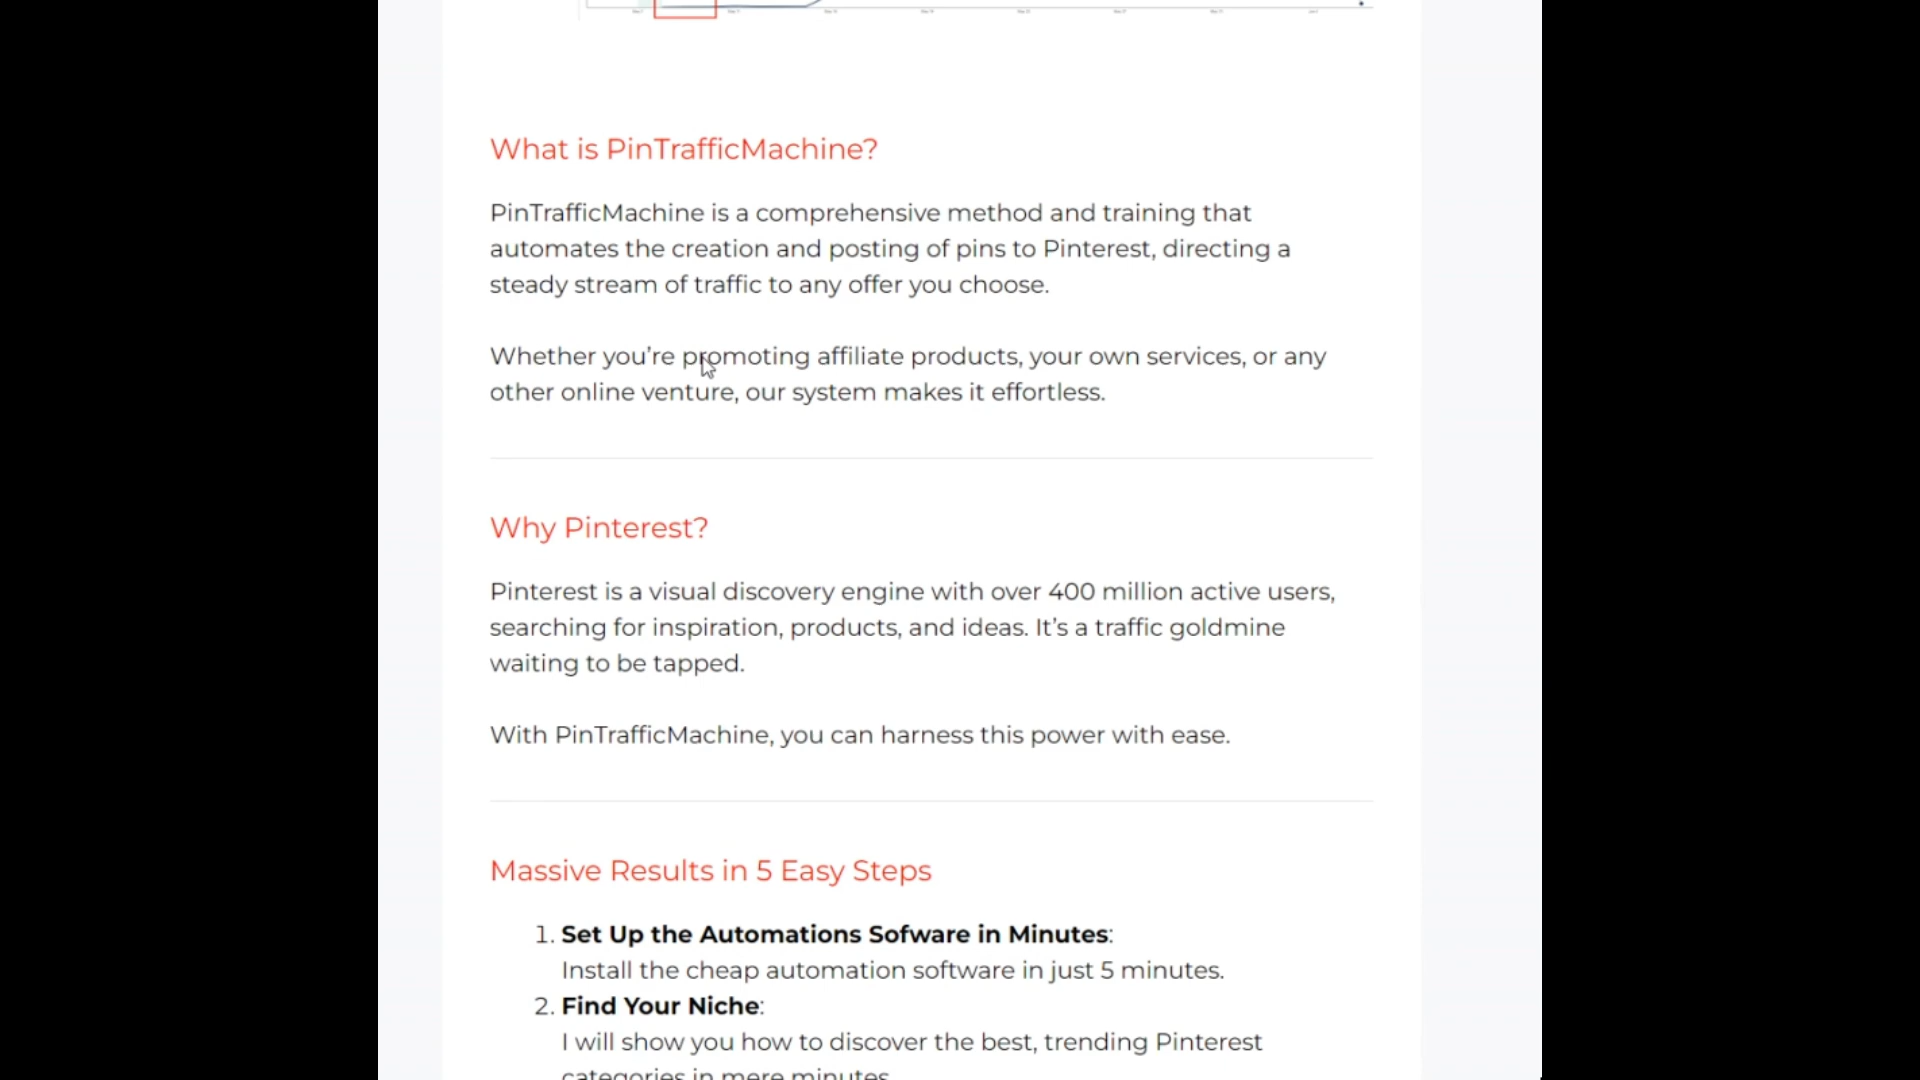 What is PinTrafficMachine?
PinTrafficMachine is a comprehensive method and training that
automates the creation and posting of pins to Pinterest, directing a
steady stream of traffic to any offer you choose.
Whether you’re promoting affiliate products, your own services, or any
other online venture, our system makes it effortless.
Why Pinterest?
Pinterest is a visual discovery engine with over 400 million active users,
searching for inspiration, products, and ideas. It’s a traffic goldmine
waiting to be tapped.
With PinTrafficMachine, you can harness this power with ease.
Massive Results in 5 Easy Steps
1. Set Up the Automations Sofware in Minutes:
Install the cheap automation software in just 5 minutes.
2. Find Your Niche:
I will show you how to discover the best, trending Pinterest
categories in mere minutes